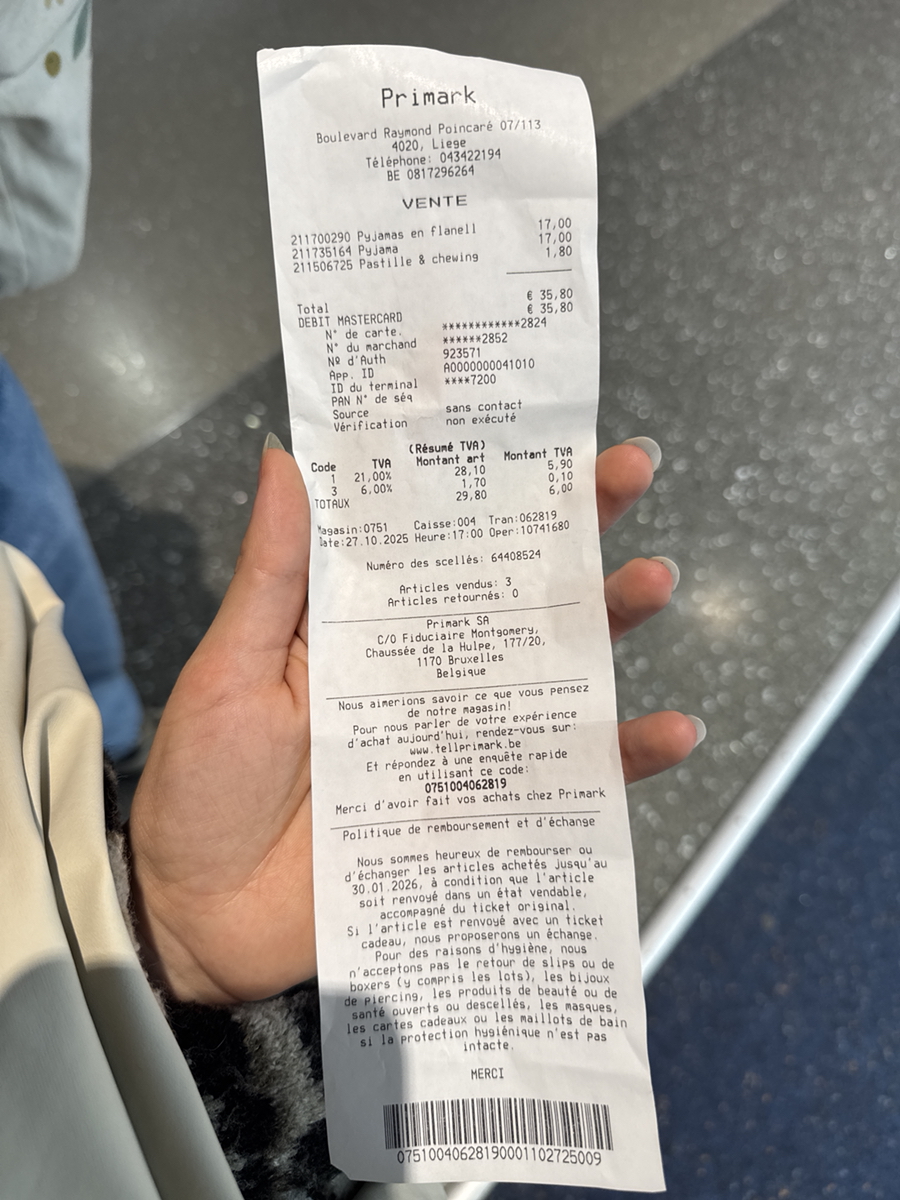 Primark
Boulevard Raymond Poincaré 07/113
4020, Liege
Téléphone: 043422194
BE 0817296264
VENTE
211700290 Pyjamas en flanell 17,00
211735164 Pyjama 17,00
211506725 Pastille & chewing 1,80
Total € 35,80
DEBIT MASTERCARD € 35,80
N° de carte. ************2824
N° du marchand ******2852
Nº d'Auth 923571
App. ID A0000000041010
ID du terminal ****7200
PAN N° de séq
Source sans contact
Vérification non exécuté
(Résumé TVA)
Code TVA Montant art Montant TVA
1 21,00% 28,10 5,90
3 6,00% 1,70 0,10
TOTAUX 29,80 6,00
Magasin:0751 Caisse:004 Tran:062819
Date:27.10.2025 Heure:17:00 Oper:10741680
Numéro des scellés: 64408524
Articles vendus: 3
Articles retournés: 0
Primark SA
C/O Fiduciaire Montgomery,
Chaussée de la Hulpe, 177/20,
1170 Bruxelles
Belgique
Nous aimerions savoir ce que vous pensez
de notre magasin!
Pour nous parler de votre expérience
d'achat aujourd'hui, rendez-vous sur:
www.tellprimark.be
Et répondez à une enquête rapide
en utilisant ce code:
0751004062819
Merci d'avoir fait vos achats chez Primark
Politique de remboursement et d'échange
Nous sommes heureux de rembourser ou
d'échanger les articles achetés jusqu'au
30.01.2026, à condition que l'article
soit renvoyé dans un état vendable,
accompagné du ticket original.
Si l'article est renvoyé avec un ticket
cadeau, nous proposerons un échange.
Pour des raisons d'hygiène, nous
n'acceptons pas le retour de slips ou de
boxers (y compris les lots), les bijoux
de piercing, les produits de beauté ou de
santé ouverts ou descellés, les masques,
les cartes cadeaux ou les maillots de bain
si la protection hygiénique n'est pas
intacte.
MERCI
07510040628190001102725009